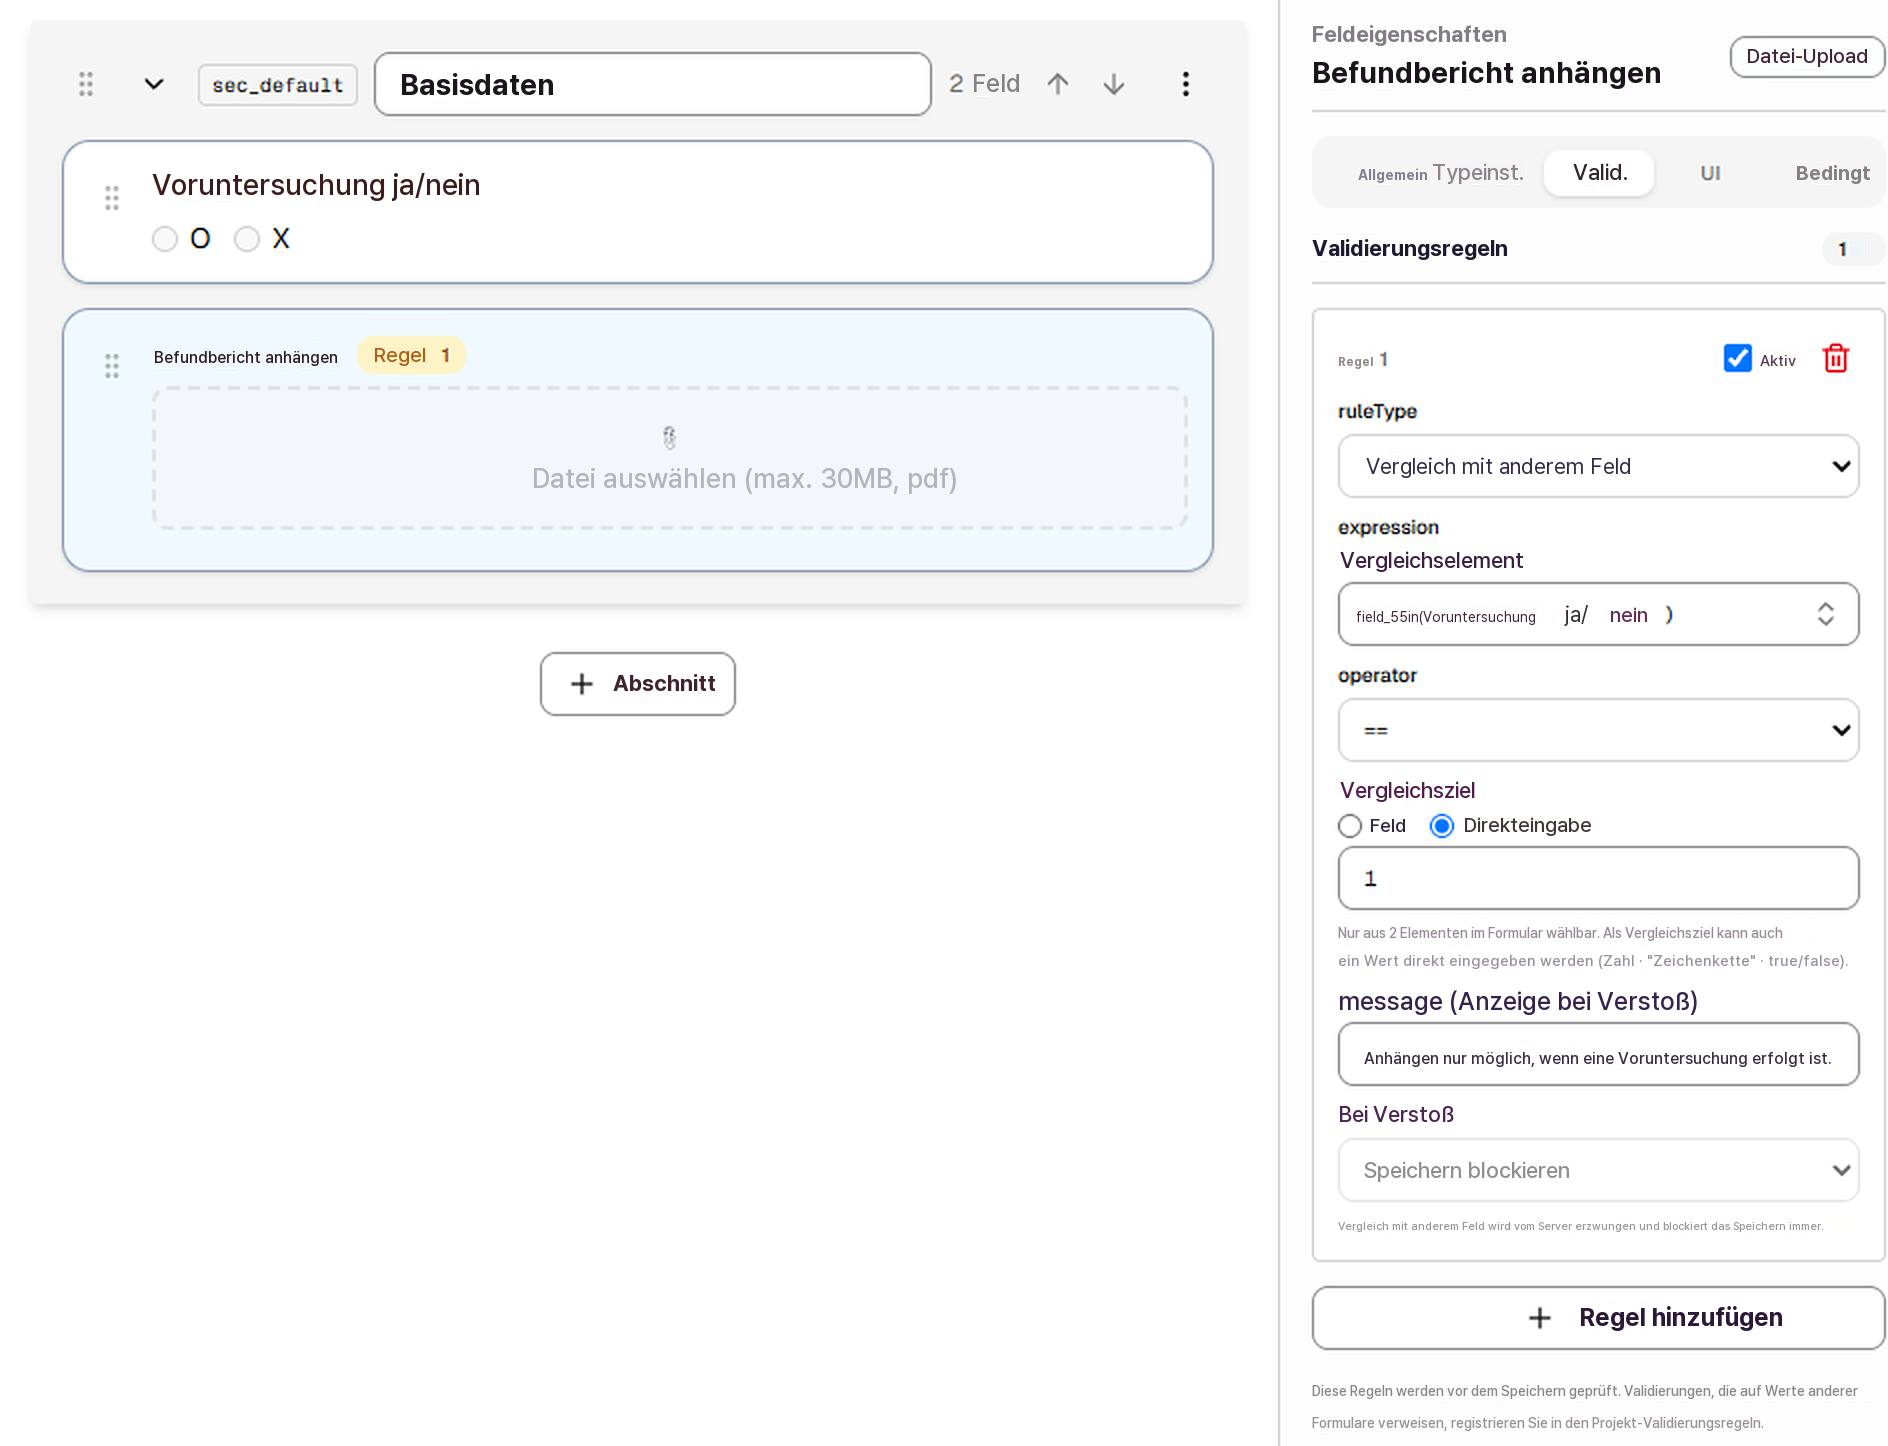 sec_default Basisdaten 2 Feld
Voruntersuchung ja/nein
O X
Befundbericht anhängen Regel 1
Datei auswählen (max. 30MB, pdf)
+ Abschnitt
Feldeigenschaften
Befundbericht anhängen Datei-Upload
Allgemein Typeinst. Valid. UI Bedingt
Validierungsregeln 1
Regel 1 Aktiv
ruleType
Vergleich mit anderem Feld
expression
Vergleichselement
field_55in(Voruntersuchung ja/ nein )
operator
==
Vergleichsziel
Feld Direkteingabe
1
Nur aus 2 Elementen im Formular wählbar. Als Vergleichsziel kann auch
ein Wert direkt eingegeben werden (Zahl · "Zeichenkette" · true/false).
message (Anzeige bei Verstoß)
Anhängen nur möglich, wenn eine Voruntersuchung erfolgt ist.
Bei Verstoß
Speichern blockieren
Vergleich mit anderem Feld wird vom Server erzwungen und blockiert das Speichern immer.
+ Regel hinzufügen
Diese Regeln werden vor dem Speichern geprüft. Validierungen, die auf Werte anderer
Formulare verweisen, registrieren Sie in den Projekt-Validierungsregeln.